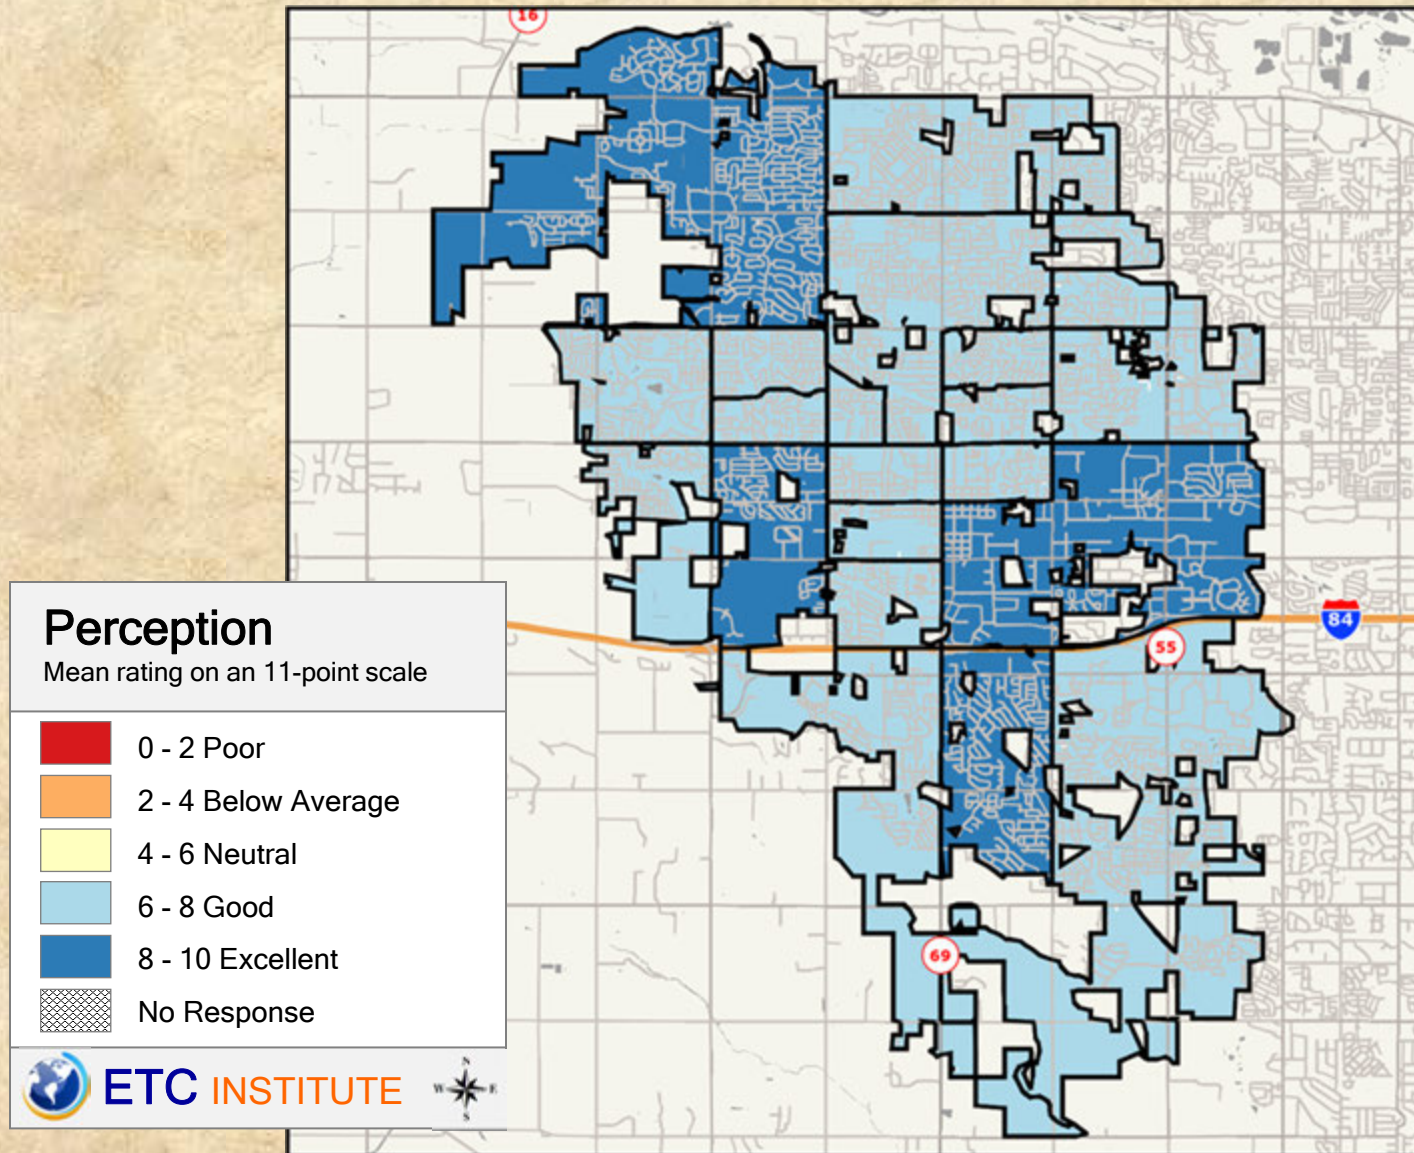 16
84
55
69
Perception
Mean rating on an 11-point scale
0 - 2 Poor
2 - 4 Below Average
4 - 6 Neutral
6 - 8 Good
8 - 10 Excellent
No Response
ETC INSTITUTE
N
W E
S